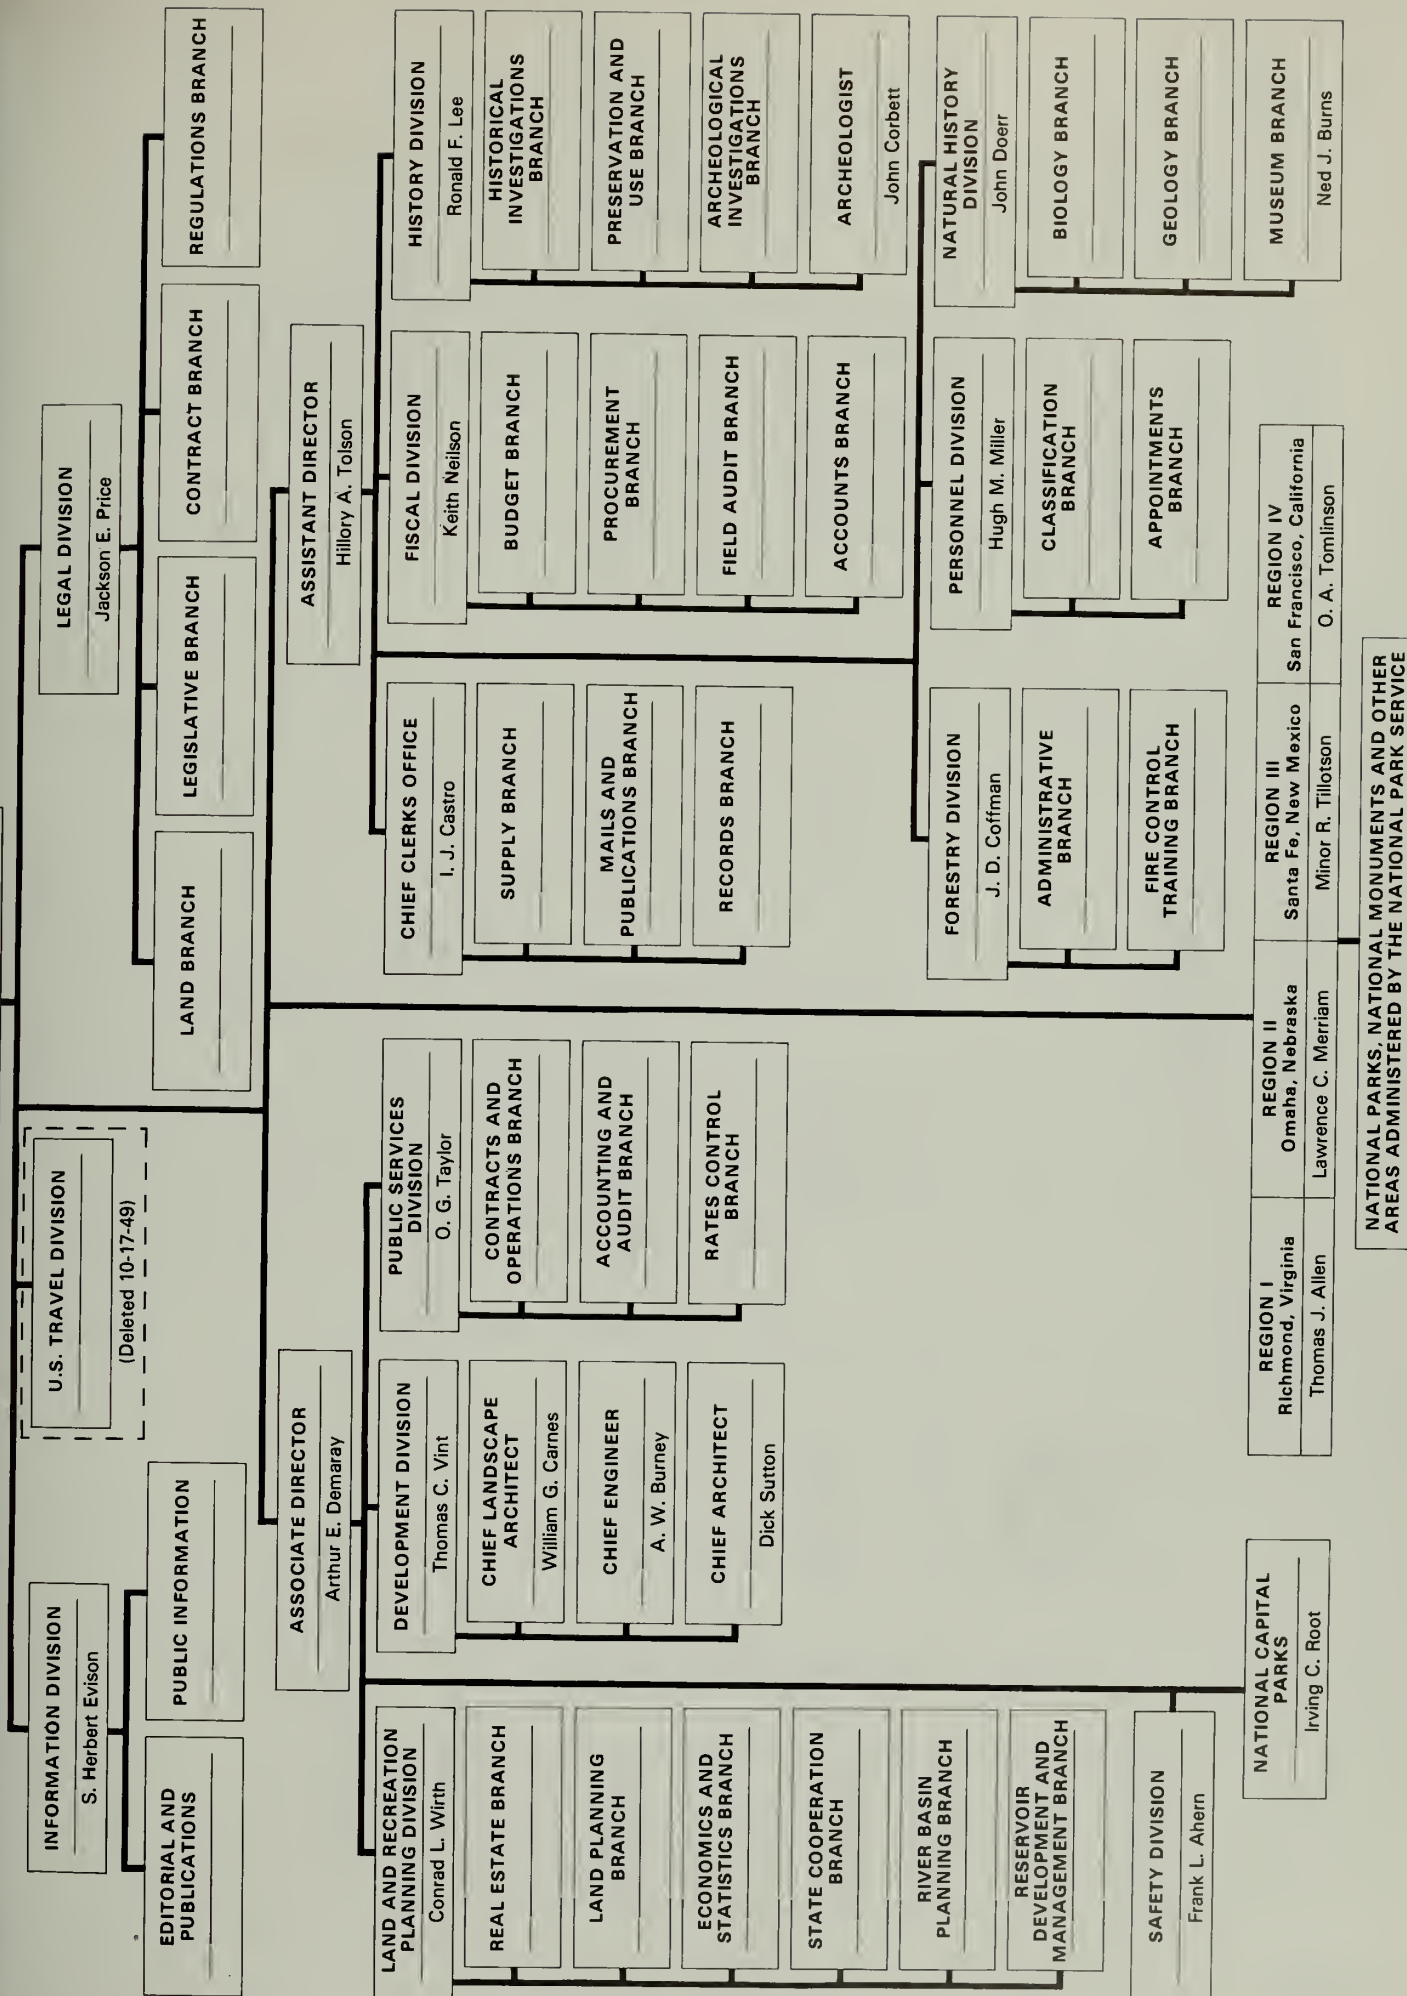 INFORMATION DIVISION
S. Herbert Evison
EDITORIAL AND
PUBLICATIONS
PUBLIC INFORMATION
U.S. TRAVEL DIVISION
(Deleted 10-17-49)
LEGAL DIVISION
Jackson E. Price
LAND BRANCH
LEGISLATIVE BRANCH
CONTRACT BRANCH
REGULATIONS BRANCH
ASSOCIATE DIRECTOR
Arthur E. Demaray
LAND AND RECREATION
PLANNING DIVISION
Conrad L. Wirth
REAL ESTATE BRANCH
LAND PLANNING
BRANCH
ECONOMICS AND
STATISTICS BRANCH
STATE COOPERATION
BRANCH
RIVER BASIN
PLANNING BRANCH
RESERVOIR
DEVELOPMENT AND
MANAGEMENT BRANCH
SAFETY DIVISION
Frank L. Ahern
NATIONAL CAPITAL
PARKS
Irving C. Root
DEVELOPMENT DIVISION
Thomas C. Vint
CHIEF LANDSCAPE
ARCHITECT
William G. Carnes
CHIEF ENGINEER
A. W. Burney
CHIEF ARCHITECT
Dick Sutton
PUBLIC SERVICES
DIVISION
O. G. Taylor
CONTRACTS AND
OPERATIONS BRANCH
ACCOUNTING AND
AUDIT BRANCH
RATES CONTROL
BRANCH
ASSISTANT DIRECTOR
Hillory A. Tolson
CHIEF CLERKS OFFICE
I. J. Castro
SUPPLY BRANCH
MAILS AND
PUBLICATIONS BRANCH
RECORDS BRANCH
FISCAL DIVISION
Keith Neilson
BUDGET BRANCH
PROCUREMENT
BRANCH
FIELD AUDIT BRANCH
ACCOUNTS BRANCH
HISTORY DIVISION
Ronald F. Lee
HISTORICAL
INVESTIGATIONS
BRANCH
PRESERVATION AND
USE BRANCH
ARCHEOLOGICAL
INVESTIGATIONS
BRANCH
ARCHEOLOGIST
John Corbett
FORESTRY DIVISION
J. D. Coffman
ADMINISTRATIVE
BRANCH
FIRE CONTROL
TRAINING BRANCH
PERSONNEL DIVISION
Hugh M. Miller
CLASSIFICATION
BRANCH
APPOINTMENTS
BRANCH
NATURAL HISTORY
DIVISION
John Doerr
BIOLOGY BRANCH
GEOLOGY BRANCH
MUSEUM BRANCH
Ned J. Burns
REGION I
Richmond, Virginia
Thomas J. Allen
REGION II
Omaha, Nebraska
Lawrence C. Merriam
REGION III
Santa Fe, New Mexico
Minor R. Tillotson
REGION IV
San Francisco, California
O. A. Tomlinson
NATIONAL PARKS, NATIONAL MONUMENTS AND OTHER
AREAS ADMINISTERED BY THE NATIONAL PARK SERVICE